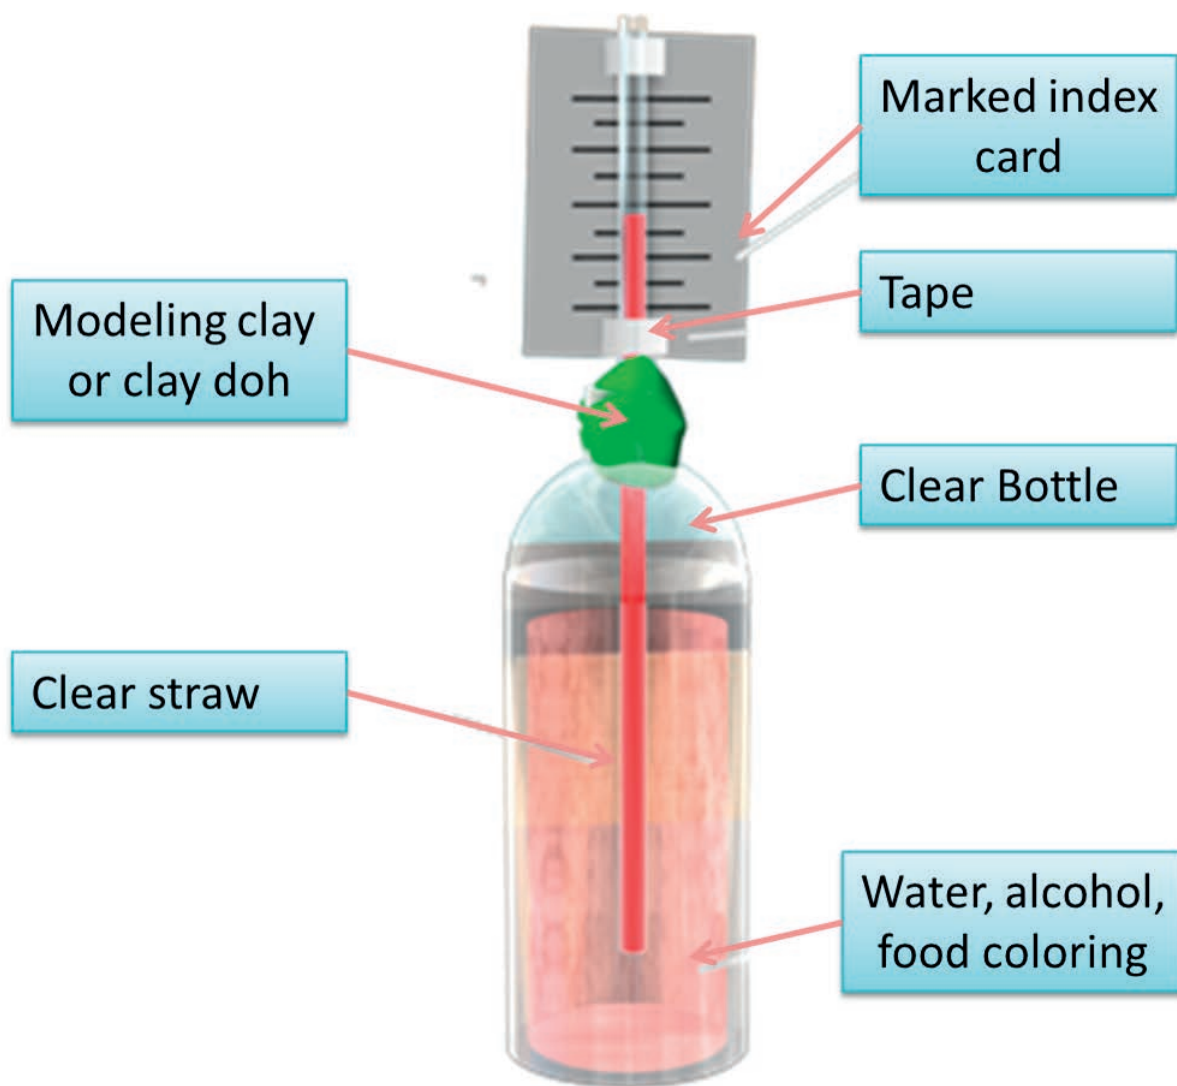 Marked index
card
Tape
Modeling clay
or clay doh
Clear Bottle
Clear straw
Water, alcohol,
food coloring